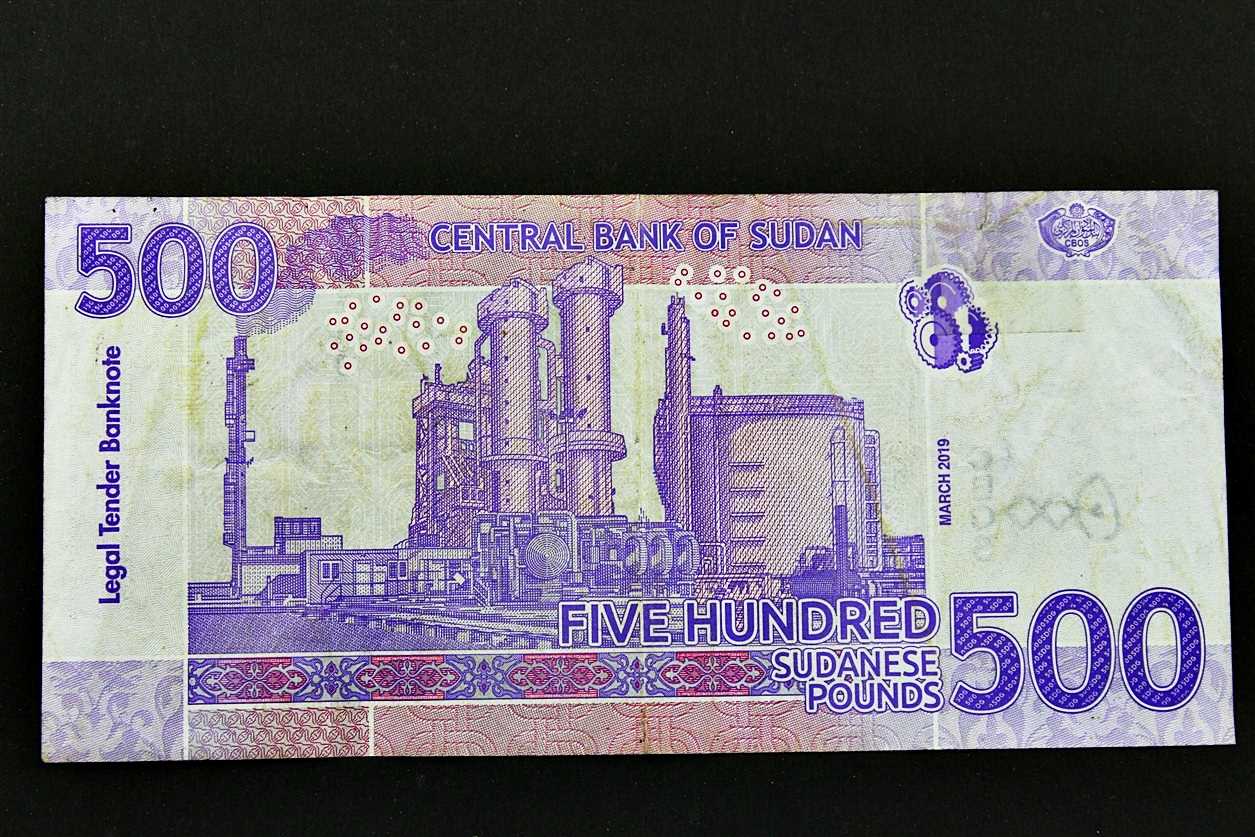 500
CENTRAL BANK OF SUDAN
CBOS
Legal Tender Banknote
MARCH 2019
FIVE HUNDRED
SUDANESE
POUNDS
500